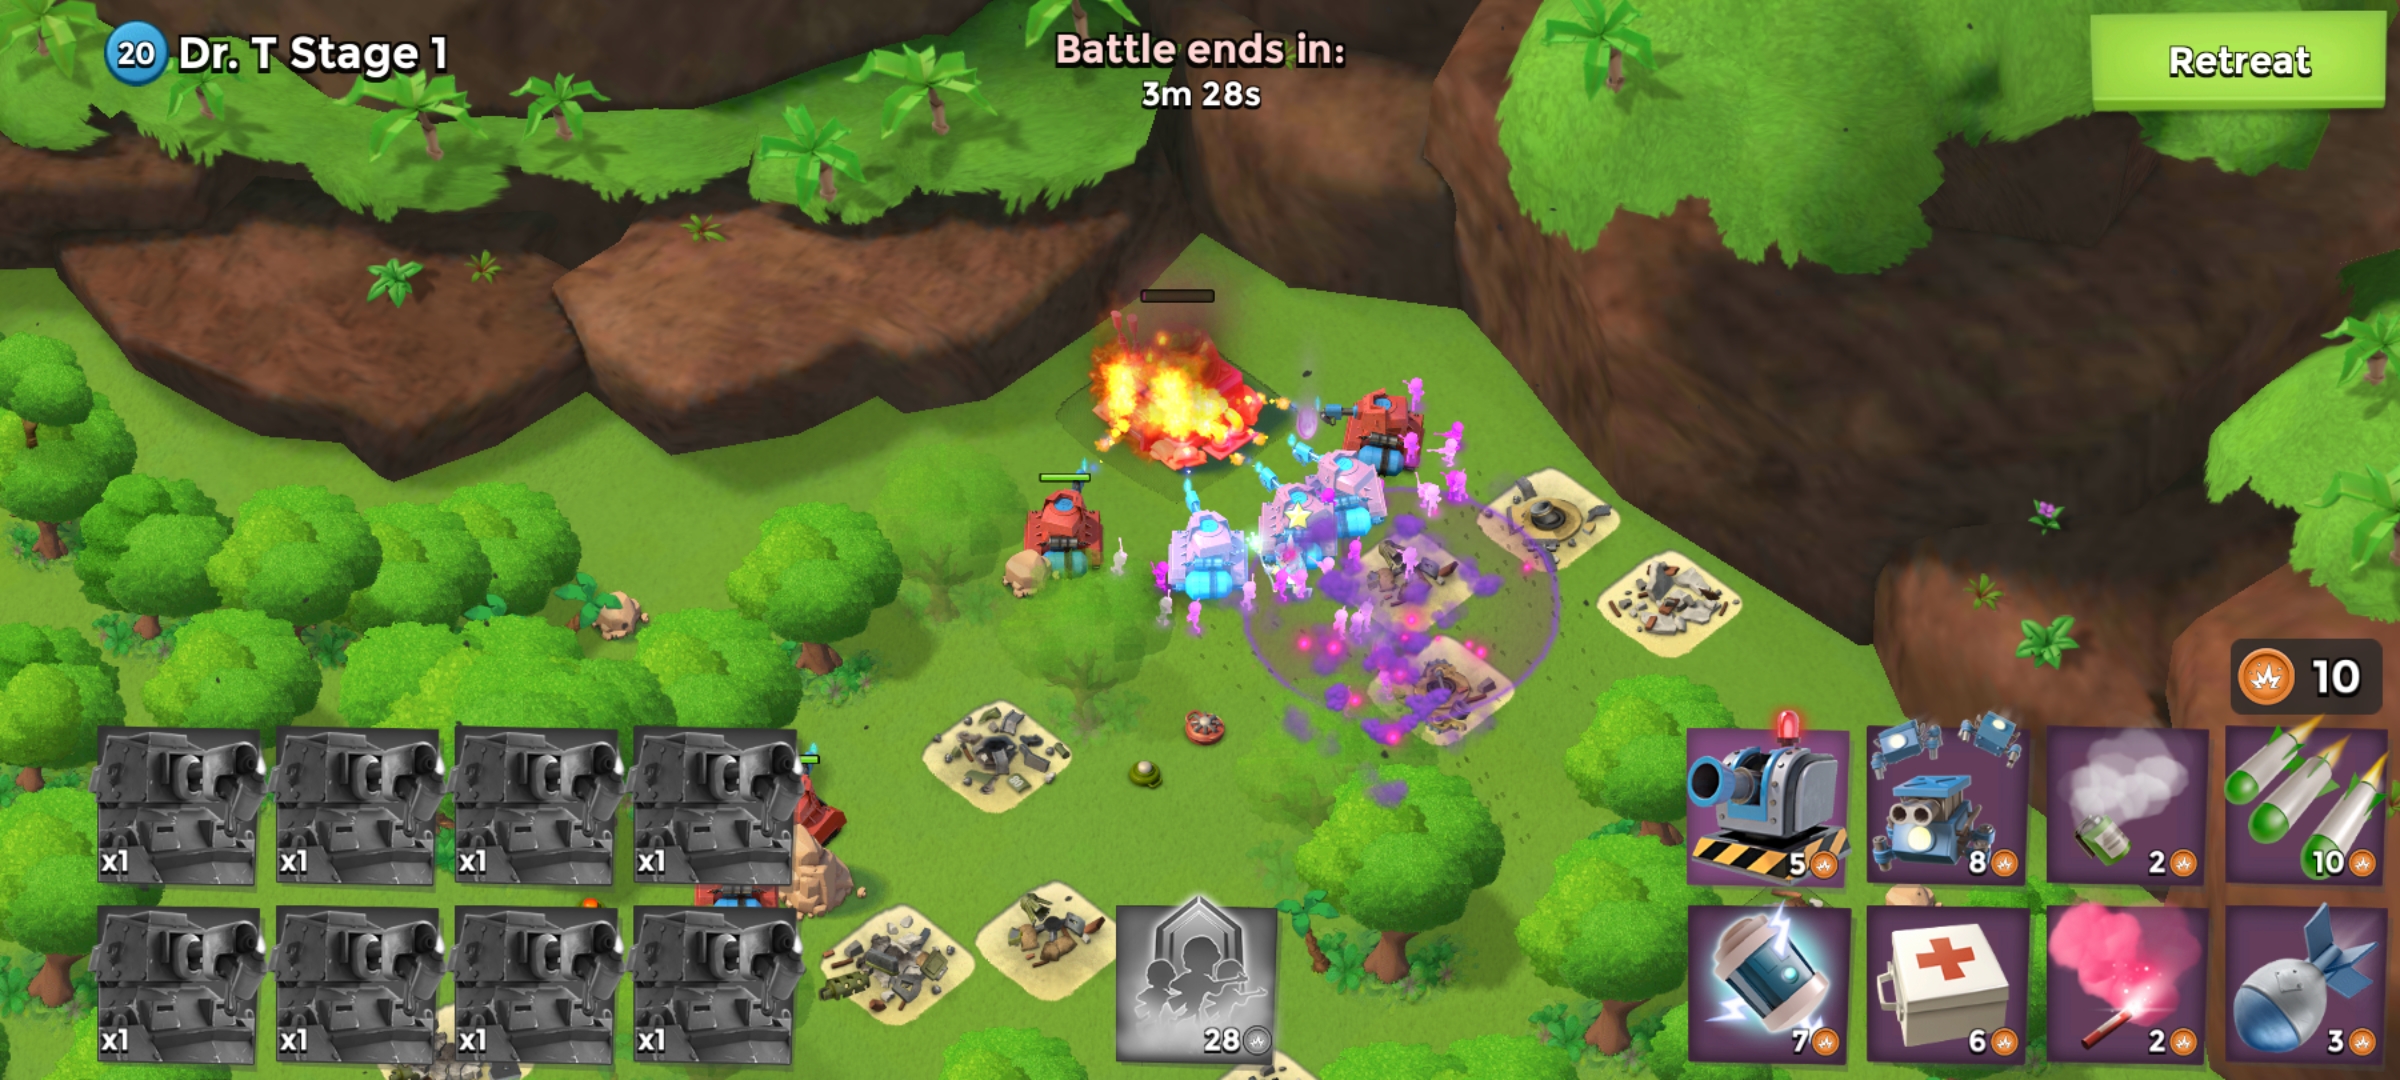 20 Dr. T Stage 1
Battle ends in:
3m 28s
Retreat
10
x1 x1 x1 x1
5 8 2 10
x1 x1 x1 x1
28
7 6 2 3